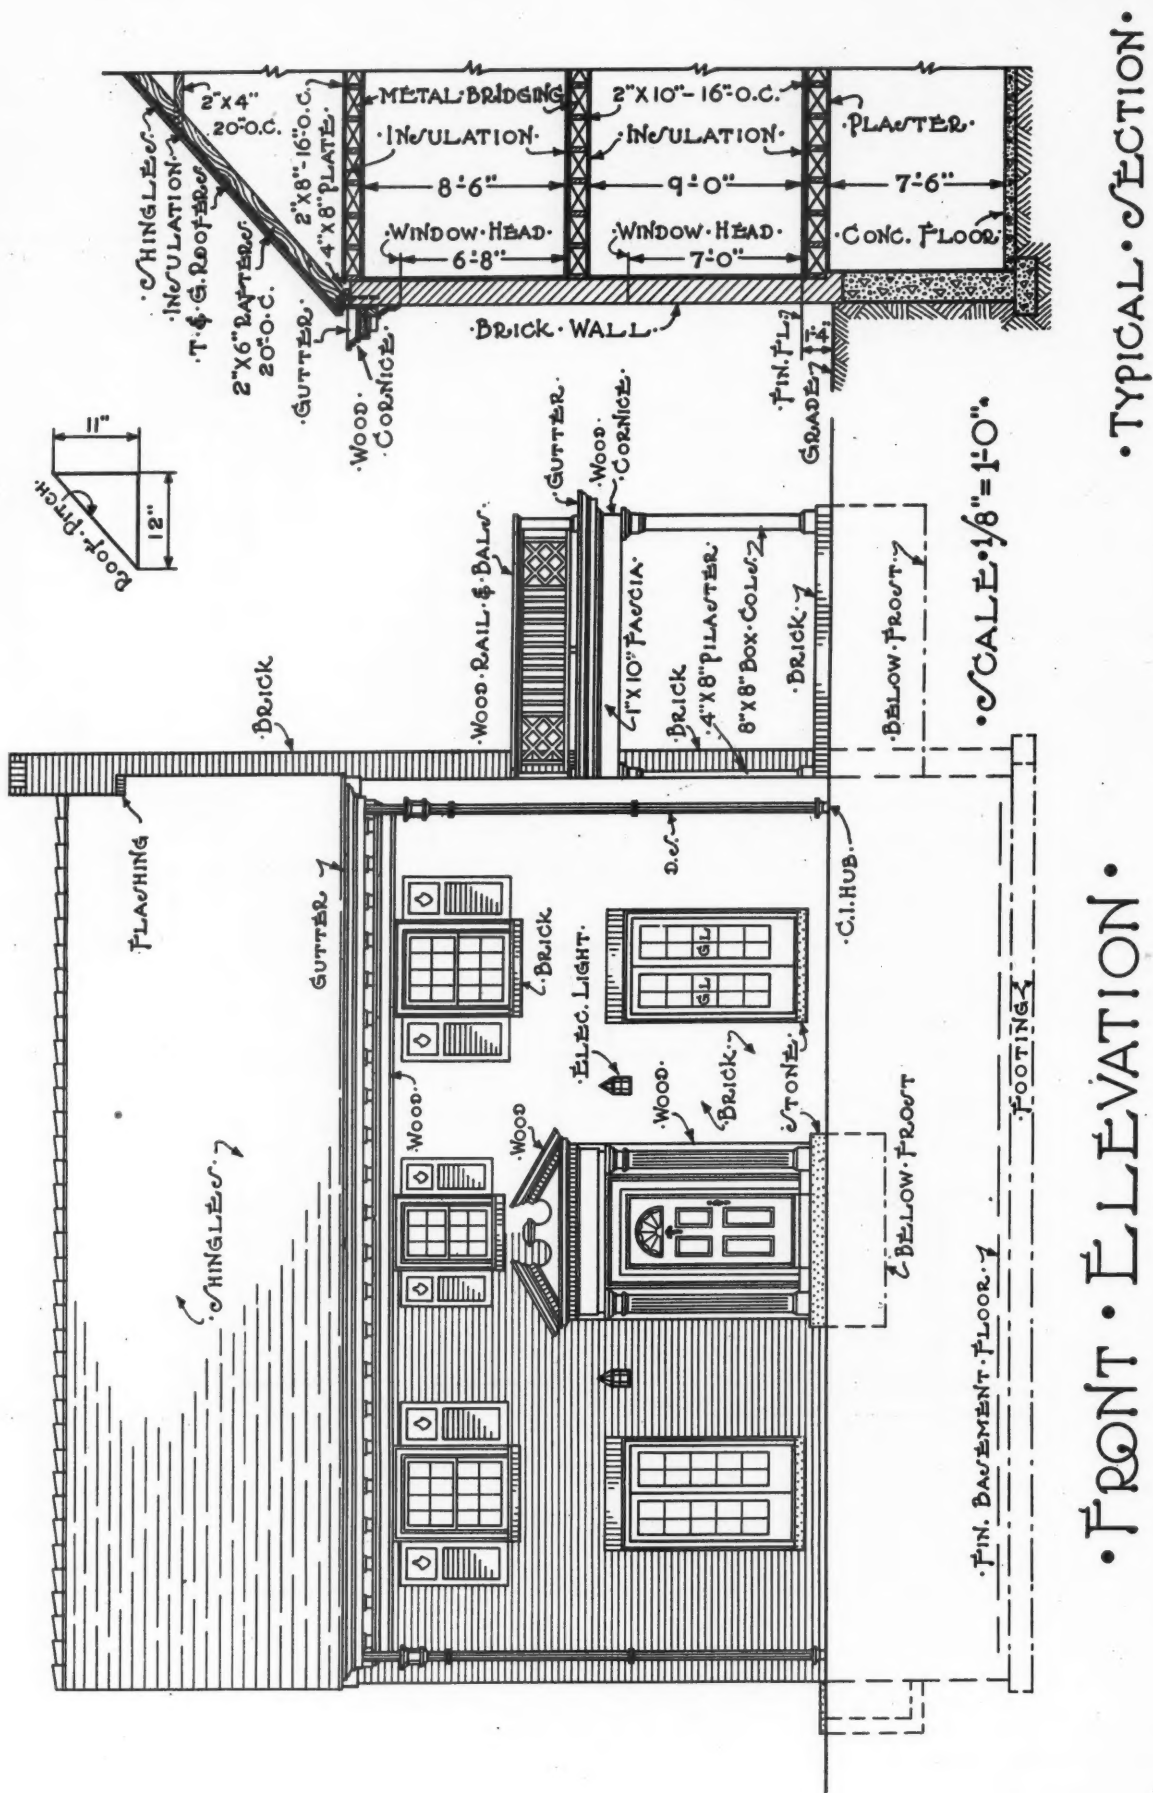 ·SHINGLES·
·INSULATION·
·T. & G. ROOFERS·
2"X6" RAFTERS
20"O.C.
·GUTTER·
·WOOD·
·CORNICE·
2"X4"
20"O.C.
2"X8"-16"O.C.
·4"X8" PLATE·
·METAL·BRIDGING·
·INSULATION·
8'-6"
·WINDOW·HEAD·
6'-8"
2"X10"-16"O.C.
·INSULATION·
9'-0"
·WINDOW·HEAD·
7'-0"
·PLASTER·
7'-6"
·CONC. FLOOR·
·BRICK·WALL·
·FIN. FL.
1'-4"
GRADE
·TYPICAL·SECTION·
11"
12"
ROOF·PITCH·
·BRICK
·WOOD·RAIL·&·BALS·
·GUTTER·
·WOOD·
·CORNICE·
1"X10" FASCIA·
BRICK
·4"X8" PILASTER
8"X8" BOX·COLS.
·BRICK·
·BELOW·FROST·
·SCALE·1/8"=1'-0"·
·FLASHING
GUTTER
·SHINGLES·
·WOOD·
·WOOD
·BRICK
·ELEC. LIGHT·
D.S.
·C.I. HUB·
GL
GL
·WOOD·
·BRICK·
·STONE·
·BELOW·FROST
·FIN. BASEMENT·FLOOR·
·FOOTING·
·FRONT·ELEVATION·